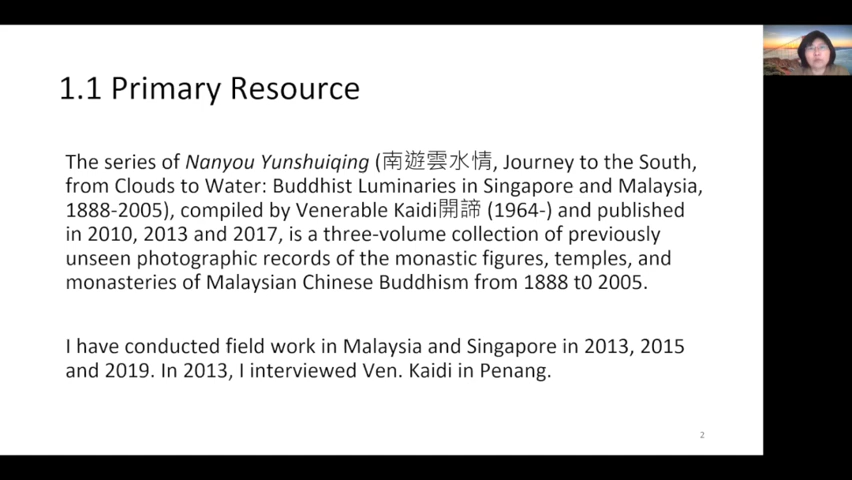 1.1 Primary Resource
The series of Nanyou Yunshuiqing (南遊雲水情, Journey to the South,
from Clouds to Water: Buddhist Luminaries in Singapore and Malaysia,
1888-2005), compiled by Venerable Kaidi開諦 (1964-) and published
in 2010, 2013 and 2017, is a three-volume collection of previously
unseen photographic records of the monastic figures, temples, and
monasteries of Malaysian Chinese Buddhism from 1888 t0 2005.
I have conducted field work in Malaysia and Singapore in 2013, 2015
and 2019. In 2013, I interviewed Ven. Kaidi in Penang.
2